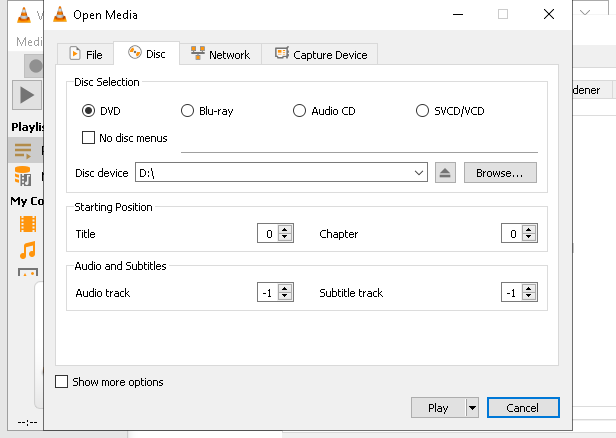 Open Media
Medi
File
Disc
Network
Capture Device
Disc Selection
DVD
Blu-ray
Audio CD
SVCD/VCD
dener
No disc menus
Playlis
Disc device
D:\
Browse...
My Co
Starting Position
Title
0
Chapter
0
Audio and Subtitles
Audio track
-1
Subtitle track
-1
Show more options
Play
Cancel
--:--